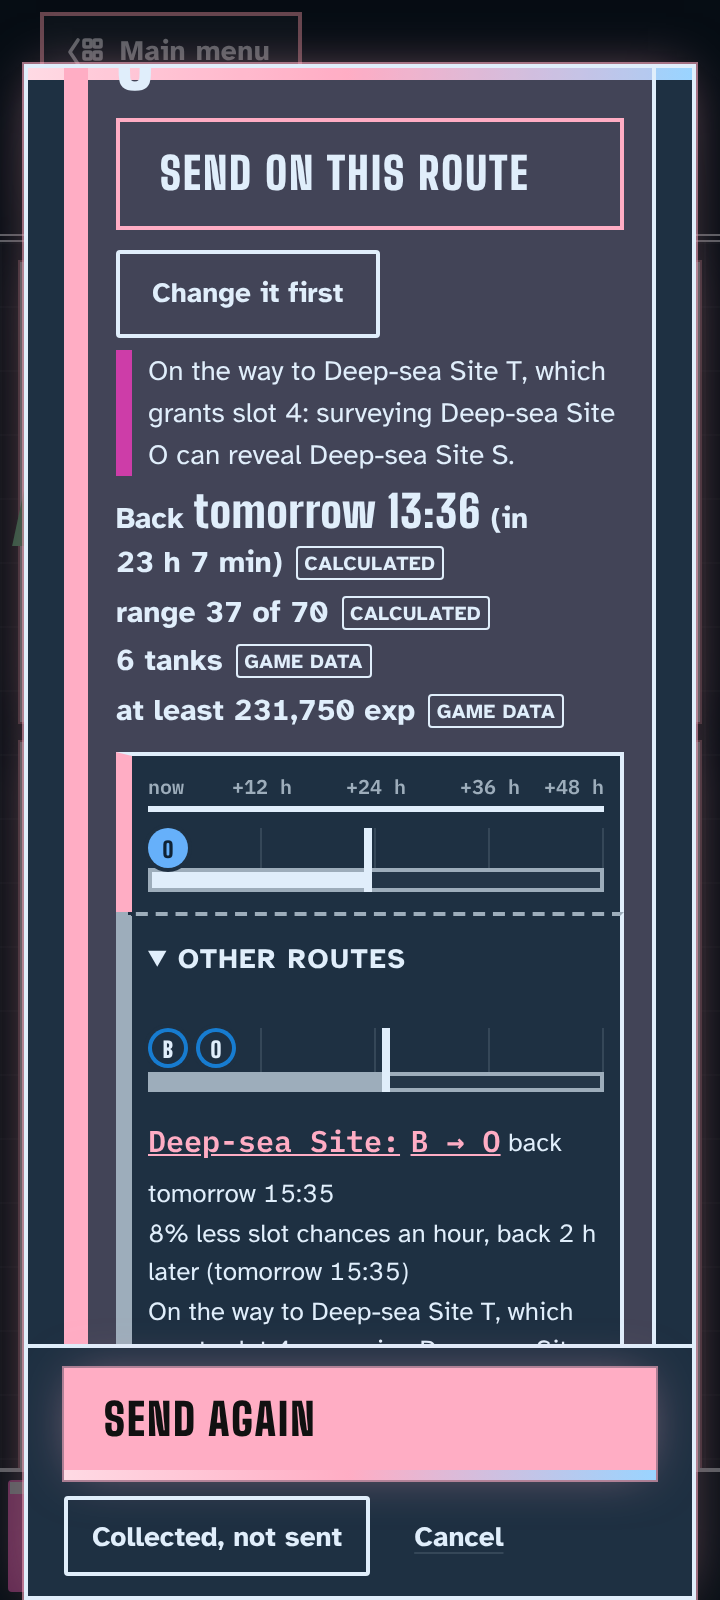 Main menu
SEND ON THIS ROUTE
Change it first
On the way to Deep-sea Site T, which
grants slot 4: surveying Deep-sea Site
O can reveal Deep-sea Site S.
Back tomorrow 13:36 (in
23 h 7 min) CALCULATED
range 37 of 70 CALCULATED
6 tanks GAME DATA
at least 231,750 exp GAME DATA
now +12 h +24 h +36 h +48 h
O
▼ OTHER ROUTES
B O
Deep-sea Site: B → O back
tomorrow 15:35
8% less slot chances an hour, back 2 h
later (tomorrow 15:35)
On the way to Deep-sea Site T, which
SEND AGAIN
Collected, not sent
Cancel